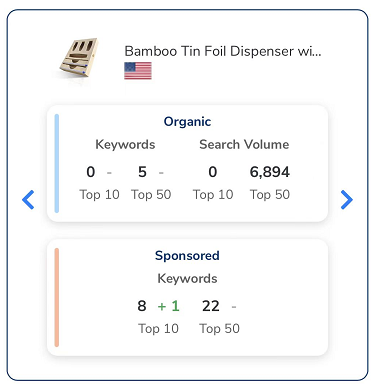 Bamboo Tin Foil Dispenser wi...
Organic
Keywords Search Volume
0 - 5 - 0 6,894
Top 10 Top 50 Top 10 Top 50
Sponsored
Keywords
8 + 1 22 -
Top 10 Top 50